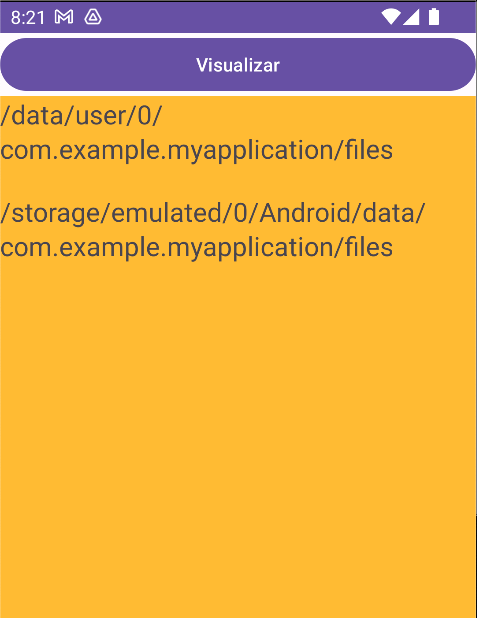 8:21
Visualizar
/data/user/0/
com.example.myapplication/files
/storage/emulated/0/Android/data/
com.example.myapplication/files